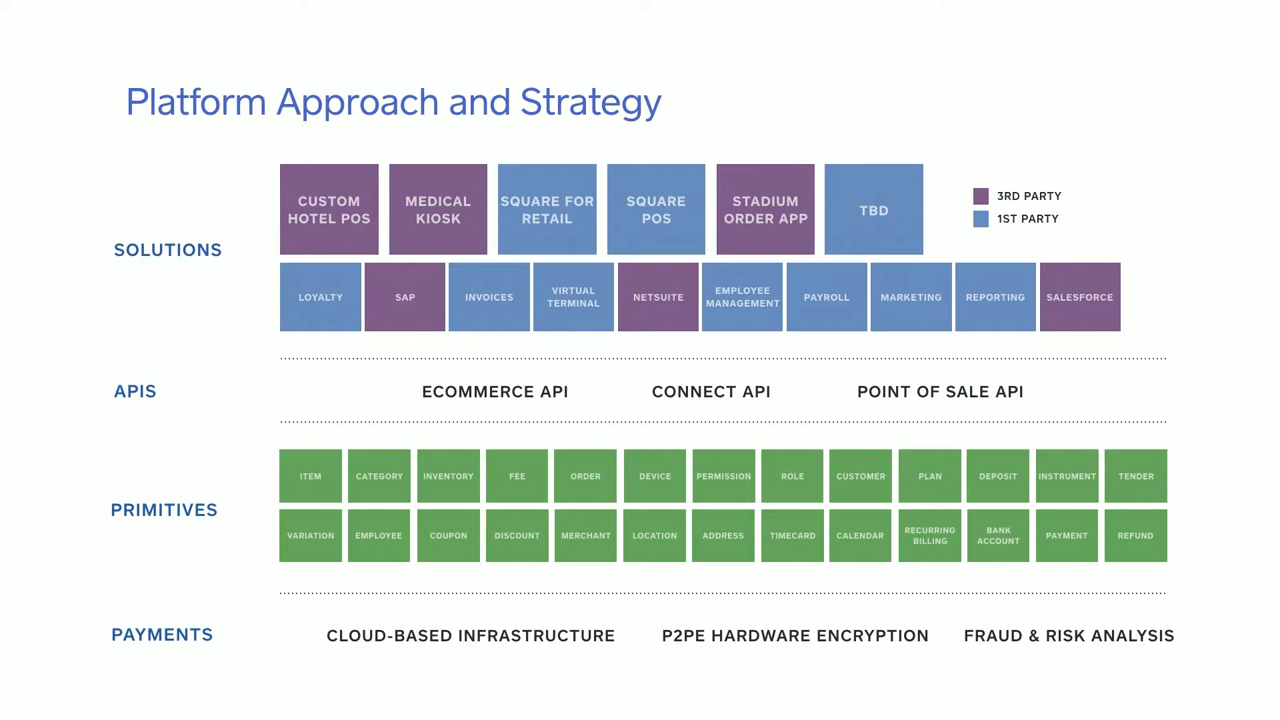 Platform Approach and Strategy
SOLUTIONS
CUSTOM
HOTEL POS
MEDICAL
KIOSK
SQUARE FOR
RETAIL
SQUARE
POS
STADIUM
ORDER APP
TBD
3RD PARTY
1ST PARTY
LOYALTY
SAP
INVOICES
VIRTUAL
TERMINAL
NETSUITE
EMPLOYEE
MANAGEMENT
PAYROLL
MARKETING
REPORTING
SALESFORCE
APIS
ECOMMERCE API
CONNECT API
POINT OF SALE API
PRIMITIVES
ITEM
CATEGORY
INVENTORY
FEE
ORDER
DEVICE
PERMISSION
ROLE
CUSTOMER
PLAN
DEPOSIT
INSTRUMENT
TENDER
VARIATION
EMPLOYEE
COUPON
DISCOUNT
MERCHANT
LOCATION
ADDRESS
TIMECARD
CALENDAR
RECURRING
BILLING
BANK
ACCOUNT
PAYMENT
REFUND
PAYMENTS
CLOUD-BASED INFRASTRUCTURE
P2PE HARDWARE ENCRYPTION
FRAUD & RISK ANALYSIS